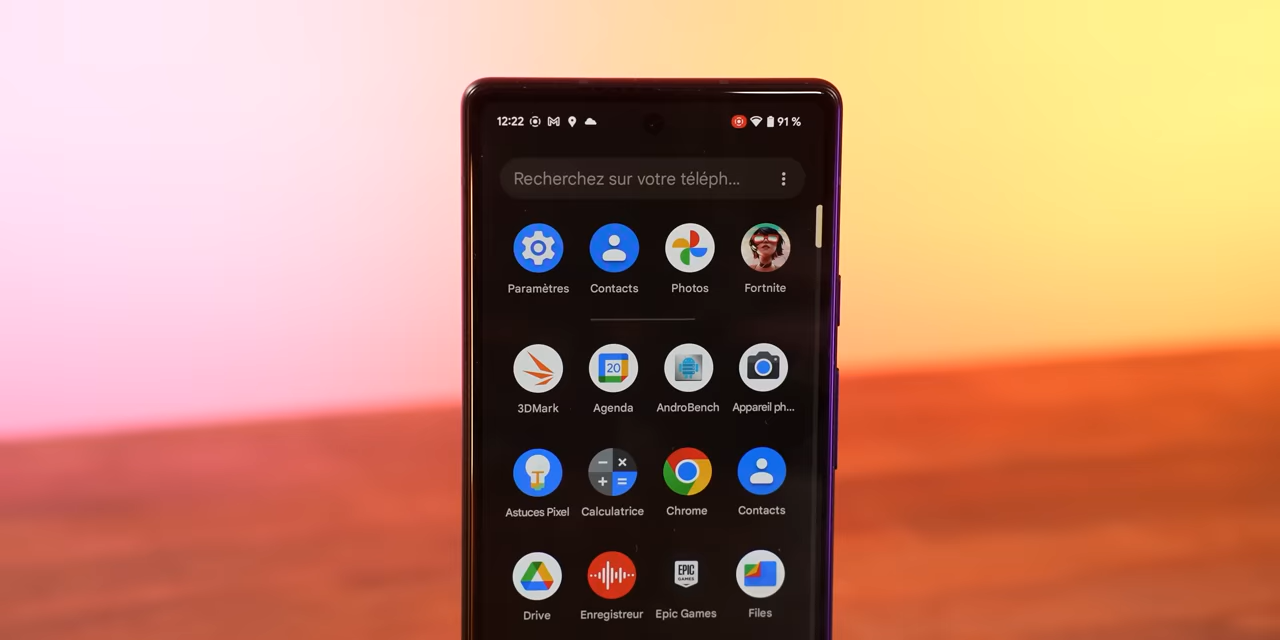 12:22 91 %
Recherchez sur votre téléph...
Paramètres Contacts Photos Fortnite
20
3DMark Agenda AndroBench Appareil ph...
Astuces Pixel Calculatrice Chrome Contacts
EPIC
GAMES
Drive Enregistreur Epic Games Files